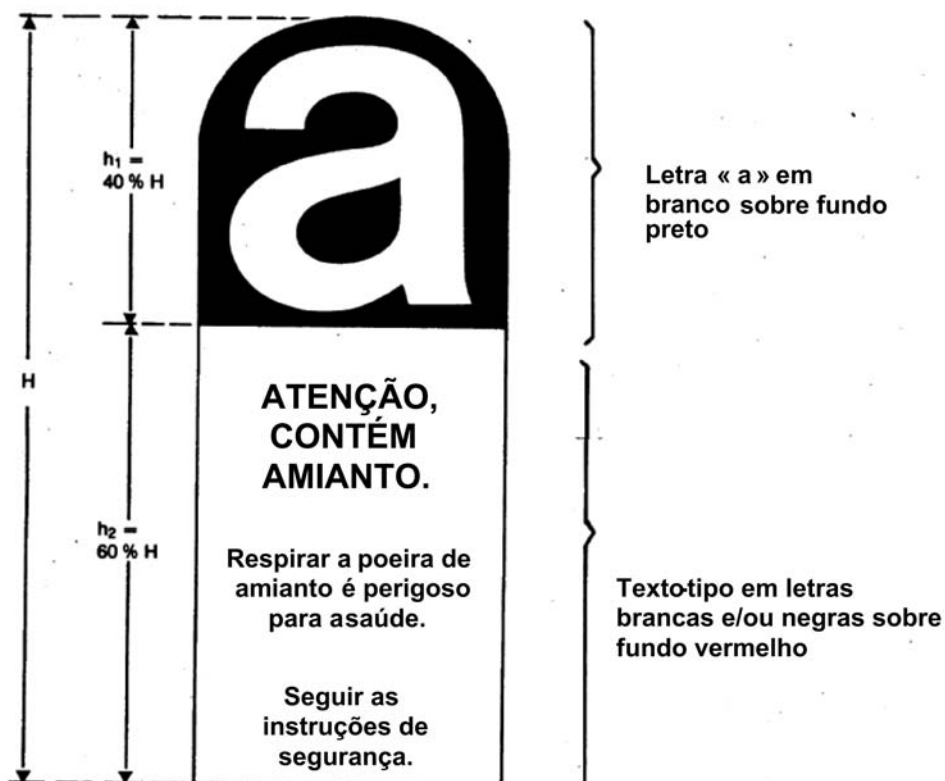 a
h₁ =
40 % H
Letra « a » em
branco sobre fundo
preto
H
ATENÇÃO,
CONTÉM
AMIANTO.
h₂ =
60 % H
Respirar a poeira de
amianto é perigoso
para asaúde.
Texto-tipo em letras
brancas e/ou negras sobre
fundo vermelho
Seguir as
instruções de
segurança.